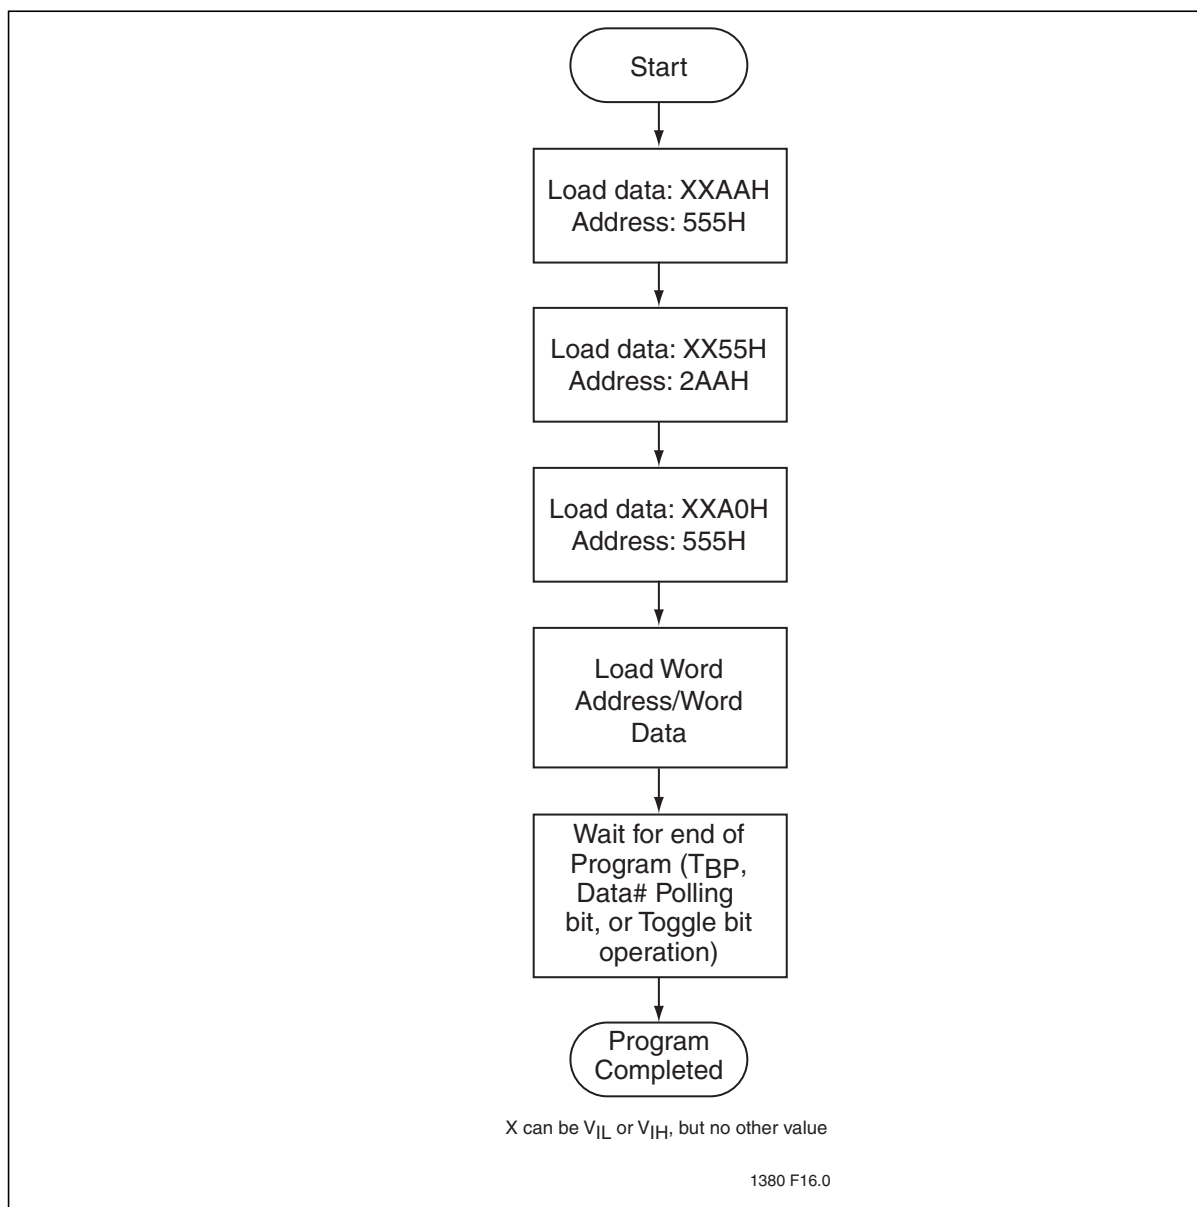 Start
Load data: XXAAH
Address: 555H
Load data: XX55H
Address: 2AAH
Load data: XXA0H
Address: 555H
Load Word
Address/Word
Data
Wait for end of
Program (TBP,
Data# Polling
bit, or Toggle bit
operation)
Program
Completed
X can be VIL or VIH, but no other value
1380 F16.0